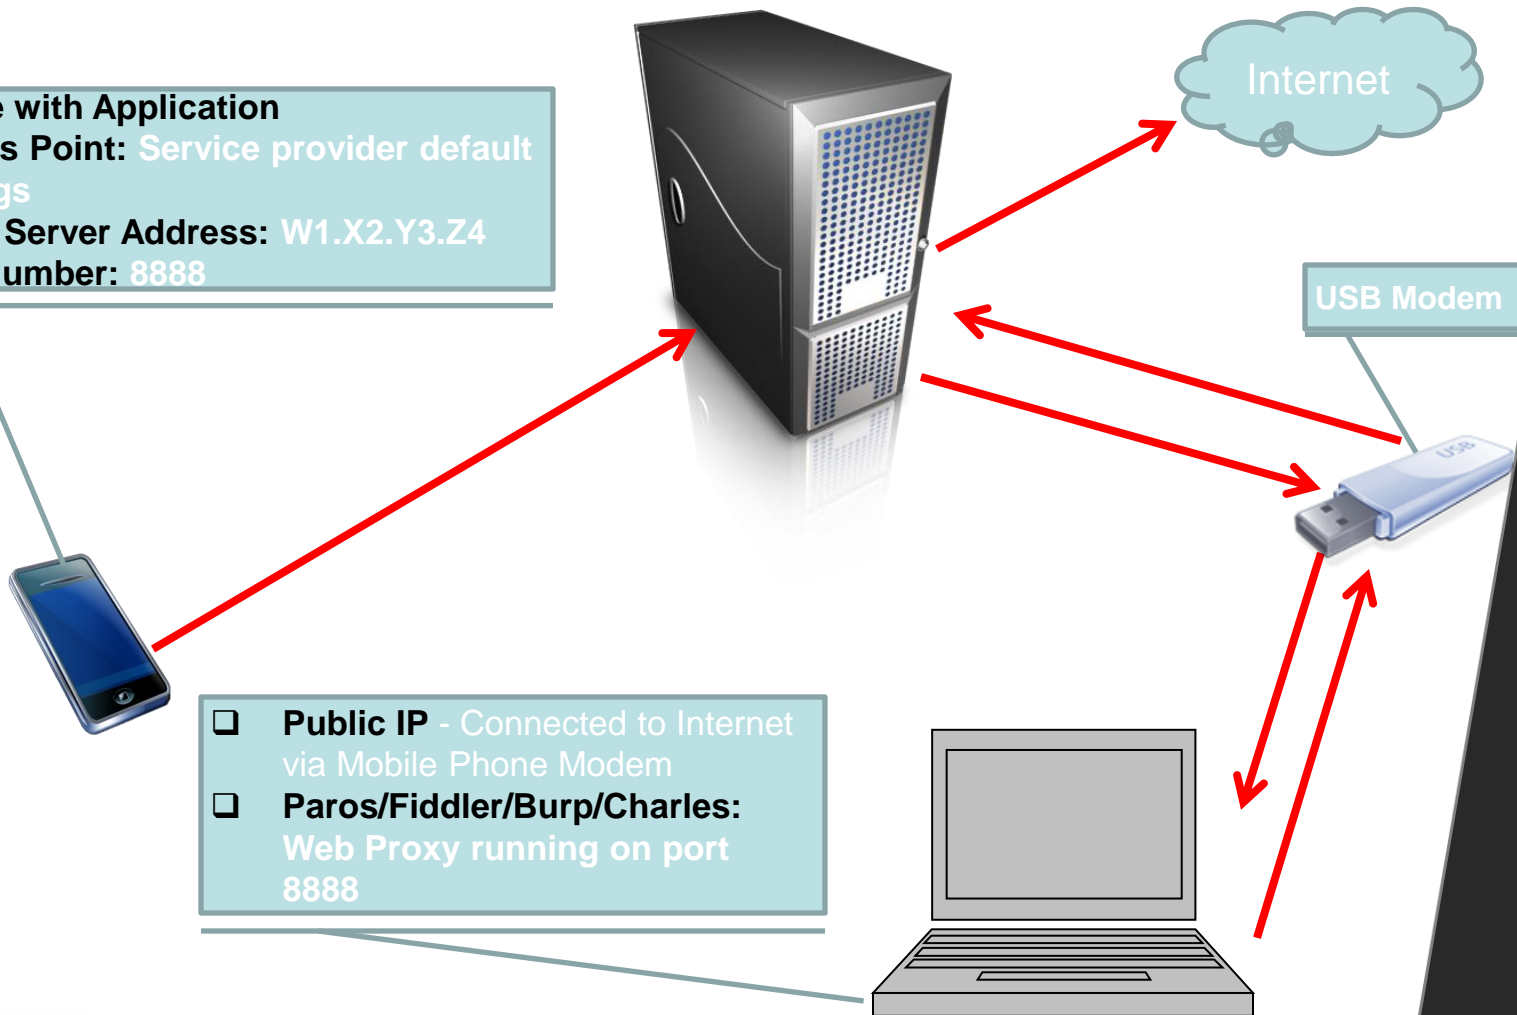 Internet
e with Application
s Point: Service provider default
gs
Server Address: W1.X2.Y3.Z4
umber: 8888
USB Modem
USB
❑ Public IP - Connected to Internet
via Mobile Phone Modem
❑ Paros/Fiddler/Burp/Charles:
Web Proxy running on port
8888